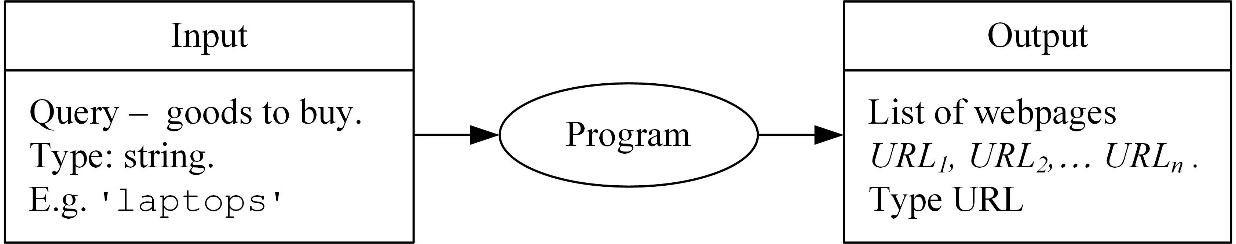 Input
Query – goods to buy.
Type: string.
E.g. 'laptops'
Program
Output
List of webpages
URL1, URL2,… URLn .
Type URL